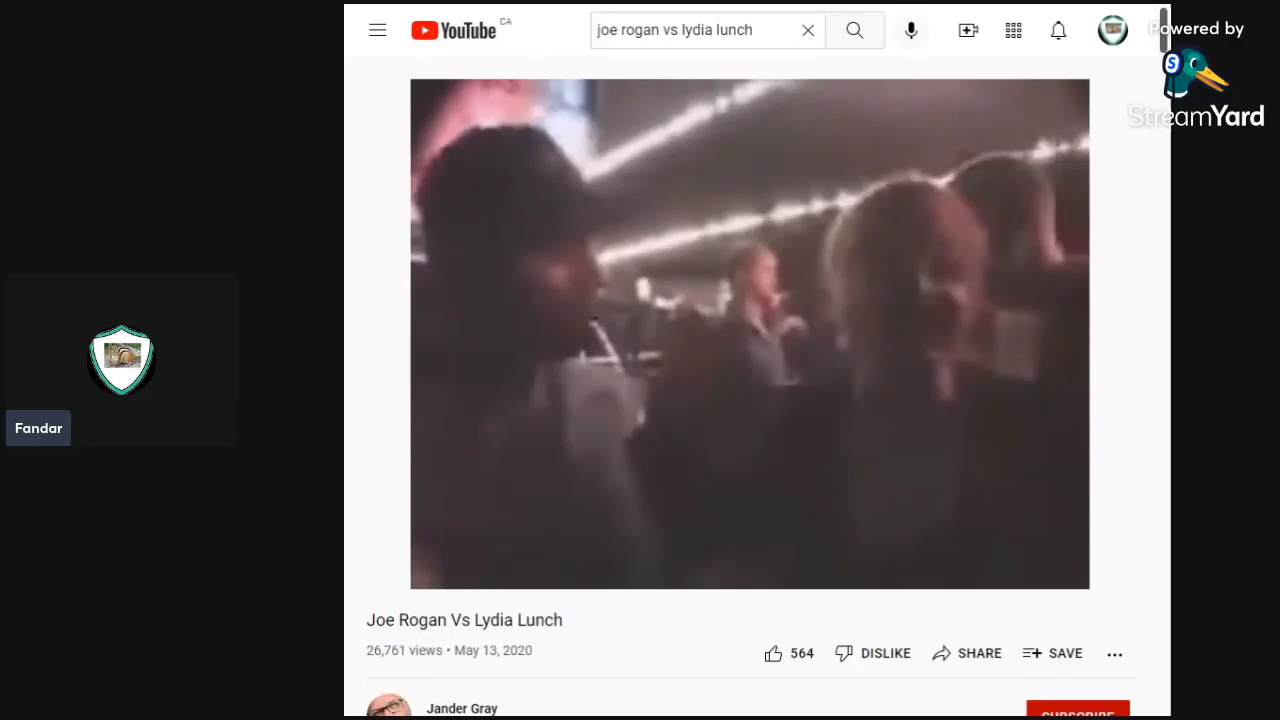 YouTube CA
joe rogan vs lydia lunch
Powered by
S
StreamYard
Fandar
Joe Rogan Vs Lydia Lunch
26,761 views • May 13, 2020
564 DISLIKE SHARE SAVE
Jander Gray
SUBSCRIBE